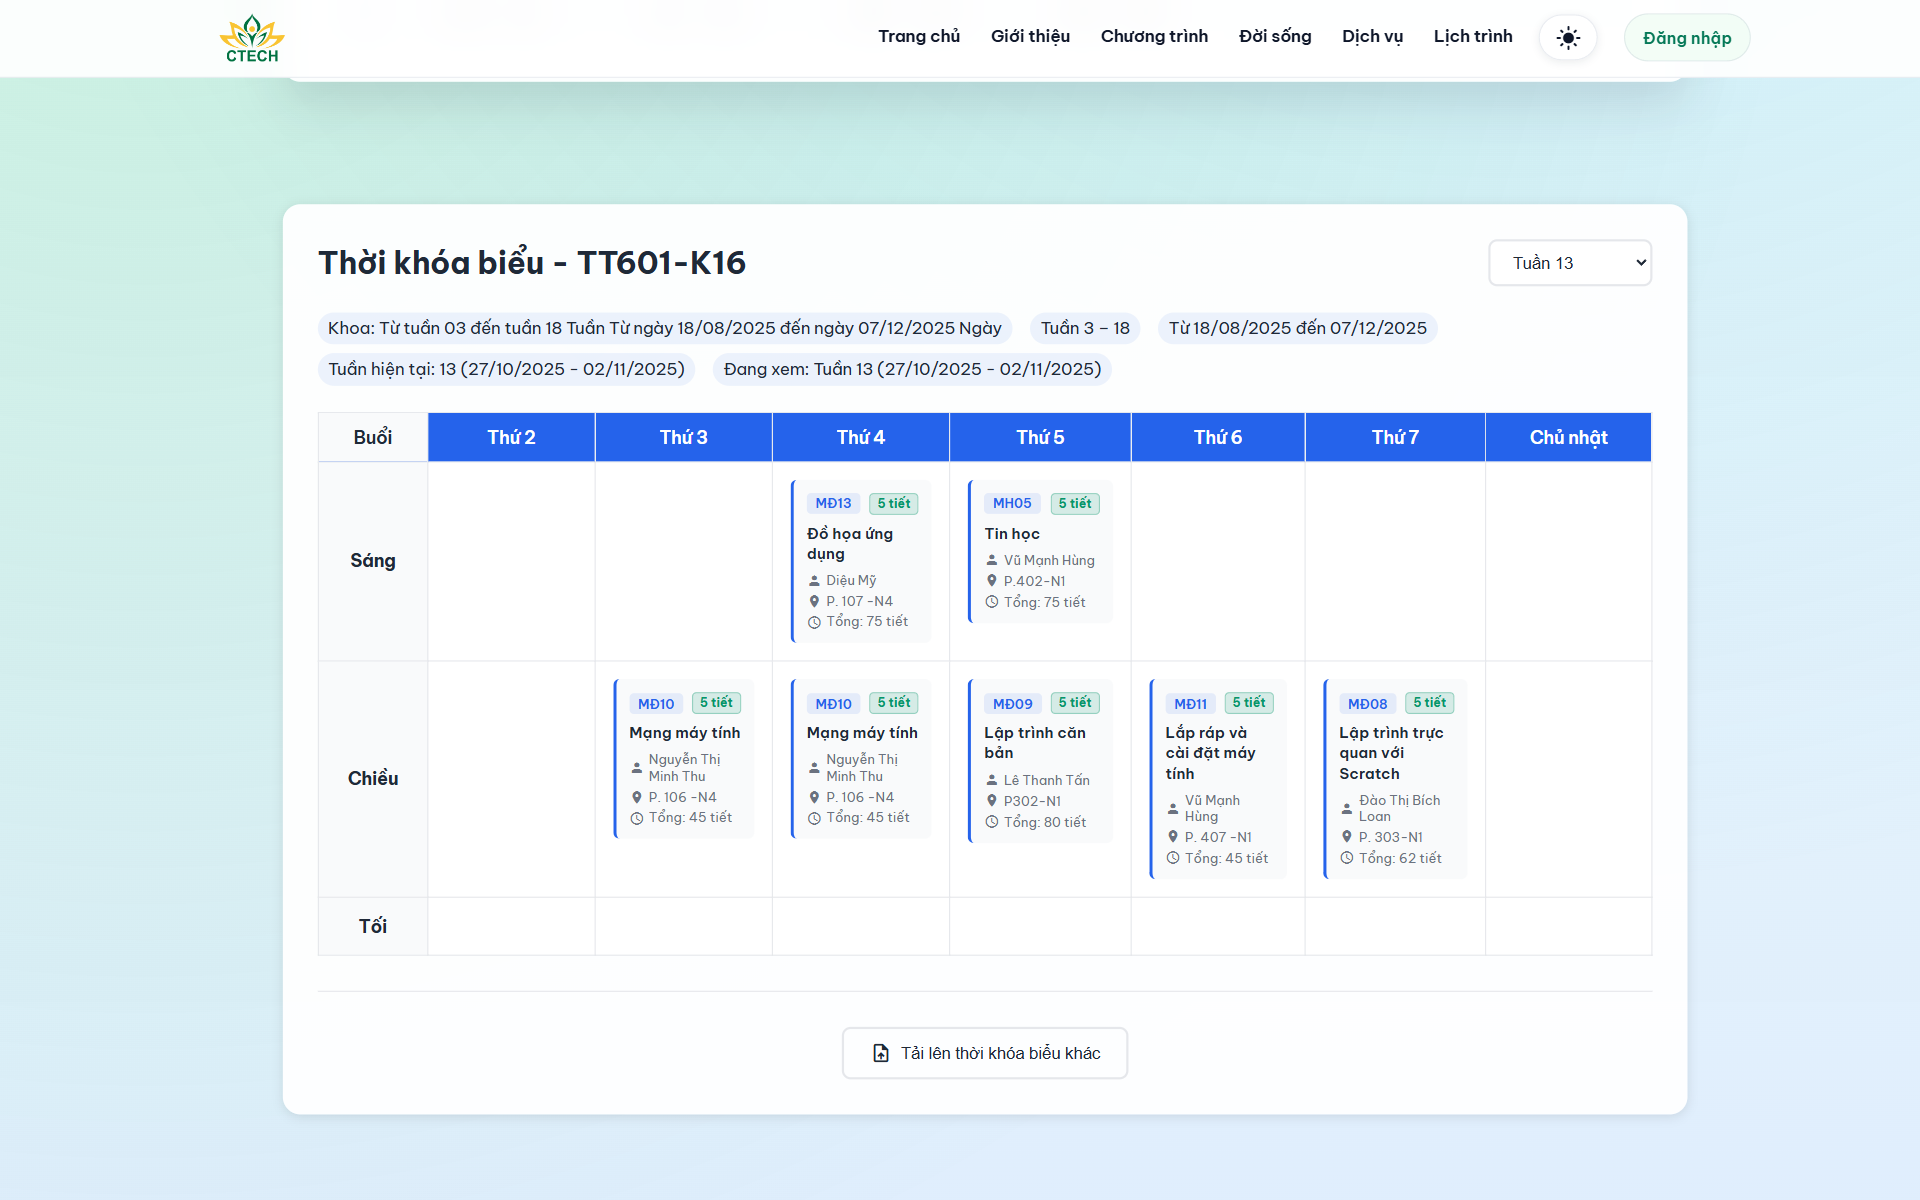 CTECH
Trang chủ Giới thiệu Chương trình Đời sống Dịch vụ Lịch trình Đăng nhập
Thời khóa biểu - TT601-K16
Tuần 13
Khoa: Từ tuần 03 đến tuần 18 Tuần Từ ngày 18/08/2025 đến ngày 07/12/2025 Ngày
Tuần 3 – 18
Từ 18/08/2025 đến 07/12/2025
Tuần hiện tại: 13 (27/10/2025 - 02/11/2025)
Đang xem: Tuần 13 (27/10/2025 - 02/11/2025)
Buổi Thứ 2 Thứ 3 Thứ 4 Thứ 5 Thứ 6 Thứ 7 Chủ nhật
Sáng
MĐ13 5 tiết
Đồ họa ứng
dụng
Diệu Mỹ
P. 107 -N4
Tổng: 75 tiết
MH05 5 tiết
Tin học
Vũ Mạnh Hùng
P.402-N1
Tổng: 75 tiết
Chiều
MĐ10 5 tiết
Mạng máy tính
Nguyễn Thị
Minh Thu
P. 106 -N4
Tổng: 45 tiết
MĐ10 5 tiết
Mạng máy tính
Nguyễn Thị
Minh Thu
P. 106 -N4
Tổng: 45 tiết
MĐ09 5 tiết
Lập trình căn
bản
Lê Thanh Tấn
P302-N1
Tổng: 80 tiết
MĐ11 5 tiết
Lắp ráp và
cài đặt máy
tính
Vũ Mạnh
Hùng
P. 407 -N1
Tổng: 45 tiết
MĐ08 5 tiết
Lập trình trực
quan với
Scratch
Đào Thị Bích
Loan
P. 303-N1
Tổng: 62 tiết
Tối
Tải lên thời khóa biểu khác